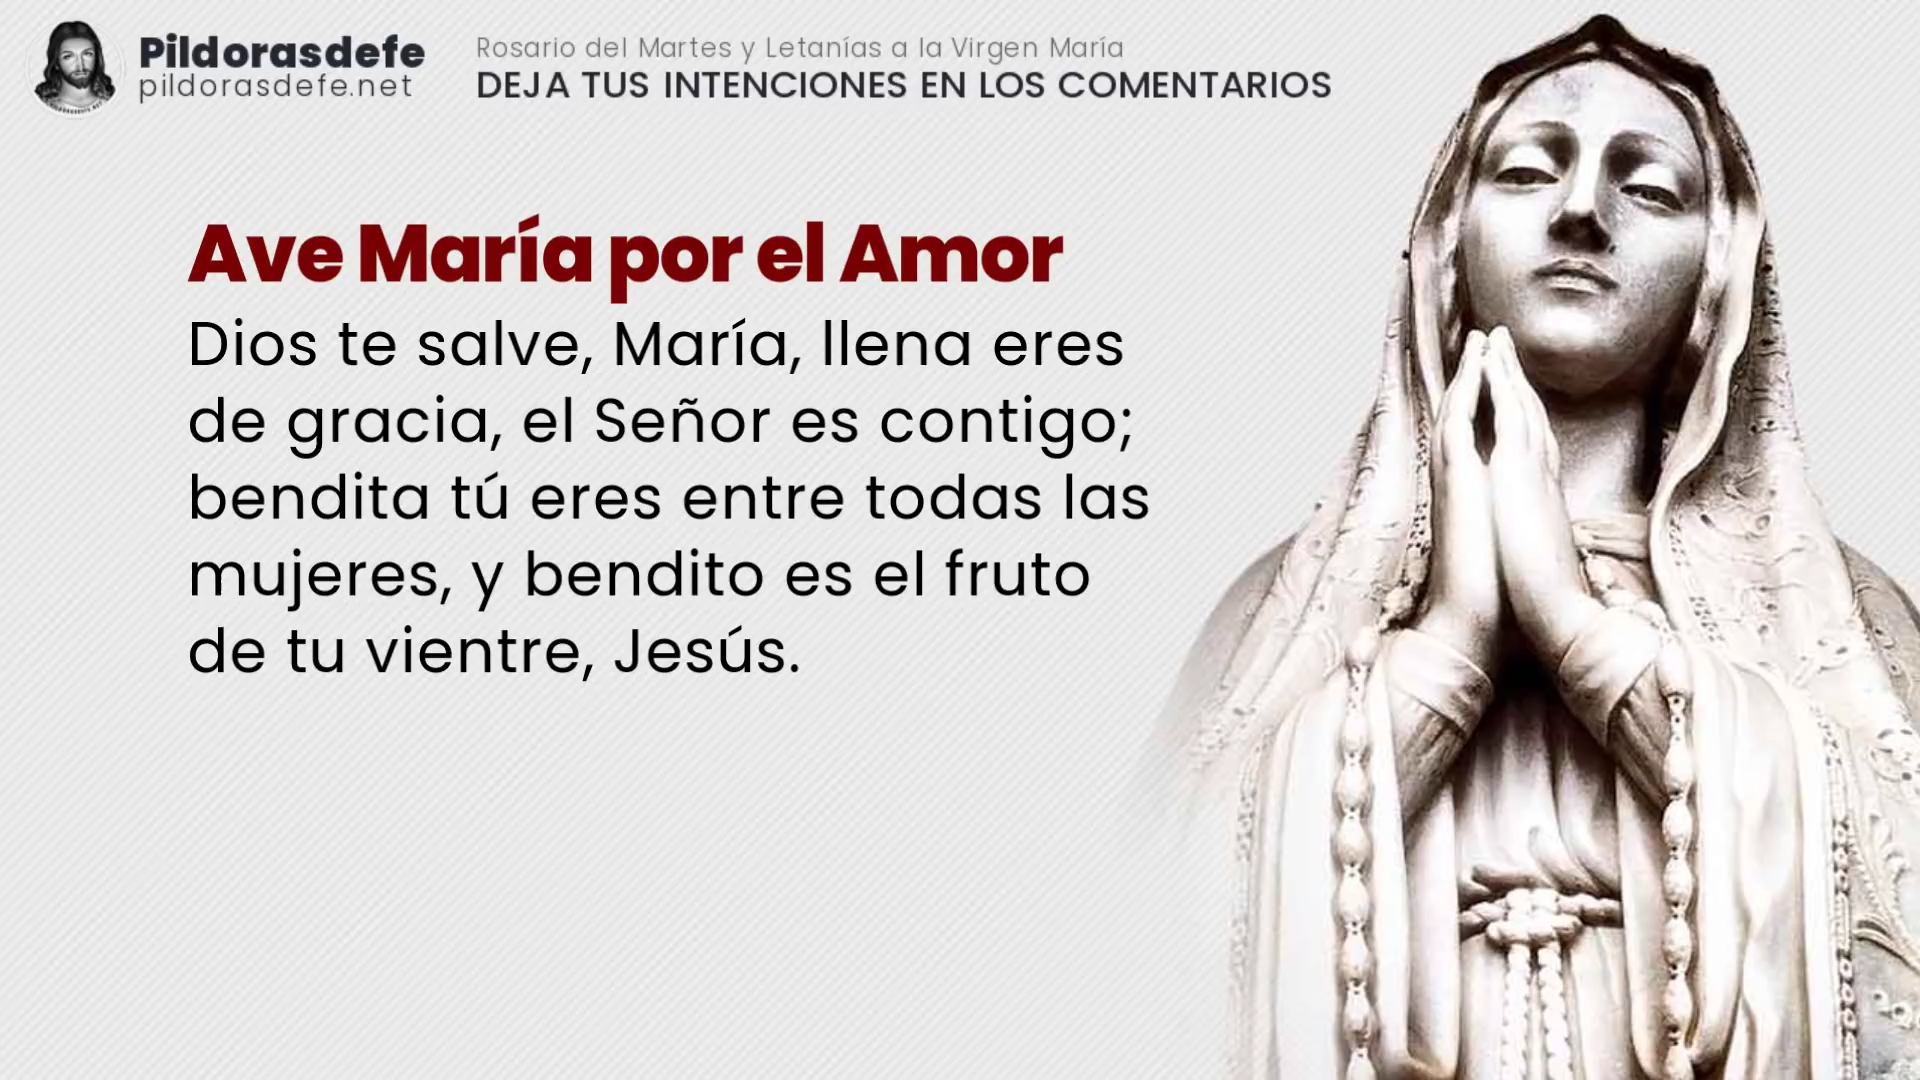 Pildorasdefe
pildorasdefe.net
Rosario del Martes y Letanías a la Virgen María
DEJA TUS INTENCIONES EN LOS COMENTARIOS
Ave María por el Amor
Dios te salve, María, llena eres
de gracia, el Señor es contigo;
bendita tú eres entre todas las
mujeres, y bendito es el fruto
de tu vientre, Jesús.